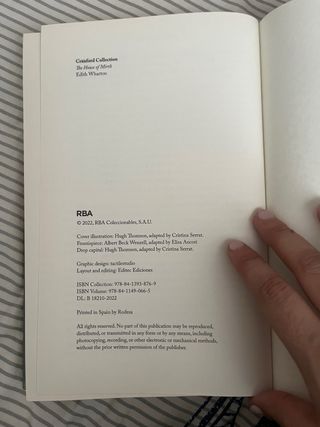 Cranford Collection
The House of Mirth
Edith Wharton
RBA
© 2022, RBA Coleccionables, S.A.U.
Cover illustration: Hugh Thomson, adapted by Cristina Serrat.
Frontispiece: Albert Beck Wenzell, adapted by Elisa Ancori
Drop capital: Hugh Thomson, adapted by Cristina Serrat.
Graphic design: tactilestudio
Layout and editing: Editec Ediciones
ISBN Collection: 978-84-1391-876-9
ISBN Volume: 978-84-1149-066-5
DL: B 18210-2022
Printed in Spain by Rodesa
All rights reserved. No part of this publication may be reproduced,
distributed, or transmitted in any form or by any means, including
photocopying, recording, or other electronic or mechanical methods,
without the prior written permission of the publisher.